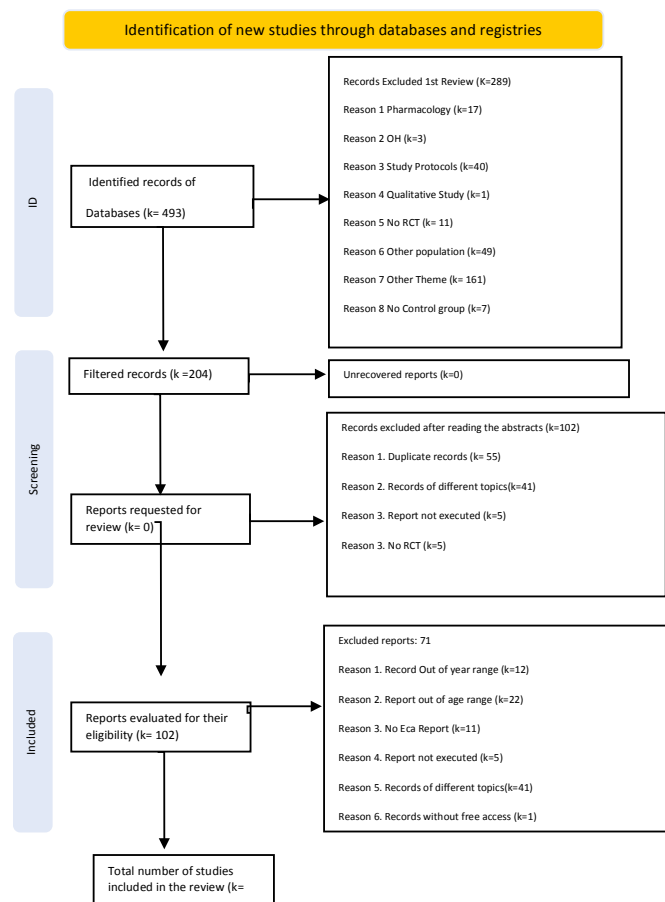 Identification of new studies through databases and registries
ID
Identified records of
Databases (k= 493)
Records Excluded 1st Review (K=289)
Reason 1 Pharmacology (k=17)
Reason 2 OH (k=3)
Reason 3 Study Protocols (k=40)
Reason 4 Qualitative Study (k=1)
Reason 5 No RCT (k= 11)
Reason 6 Other population (k=49)
Reason 7 Other Theme (k= 161)
Reason 8 No Control group (k=7)
Screening
Filtered records (k =204)
Unrecovered reports (k=0)
Reports requested for
review (k= 0)
Records excluded after reading the abstracts (k=102)
Reason 1. Duplicate records (k= 55)
Reason 2. Records of different topics(k=41)
Reason 3. Report not executed (k=5)
Reason 3. No RCT (k=5)
Included
Reports evaluated for their
eligibility (k= 102)
Excluded reports: 71
Reason 1. Record Out of year range (k=12)
Reason 2. Report out of age range (k=22)
Reason 3. No Eca Report (k=11)
Reason 4. Report not executed (k=5)
Reason 5. Records of different topics(k=41)
Reason 6. Records without free access (k=1)
Total number of studies
included in the review (k=